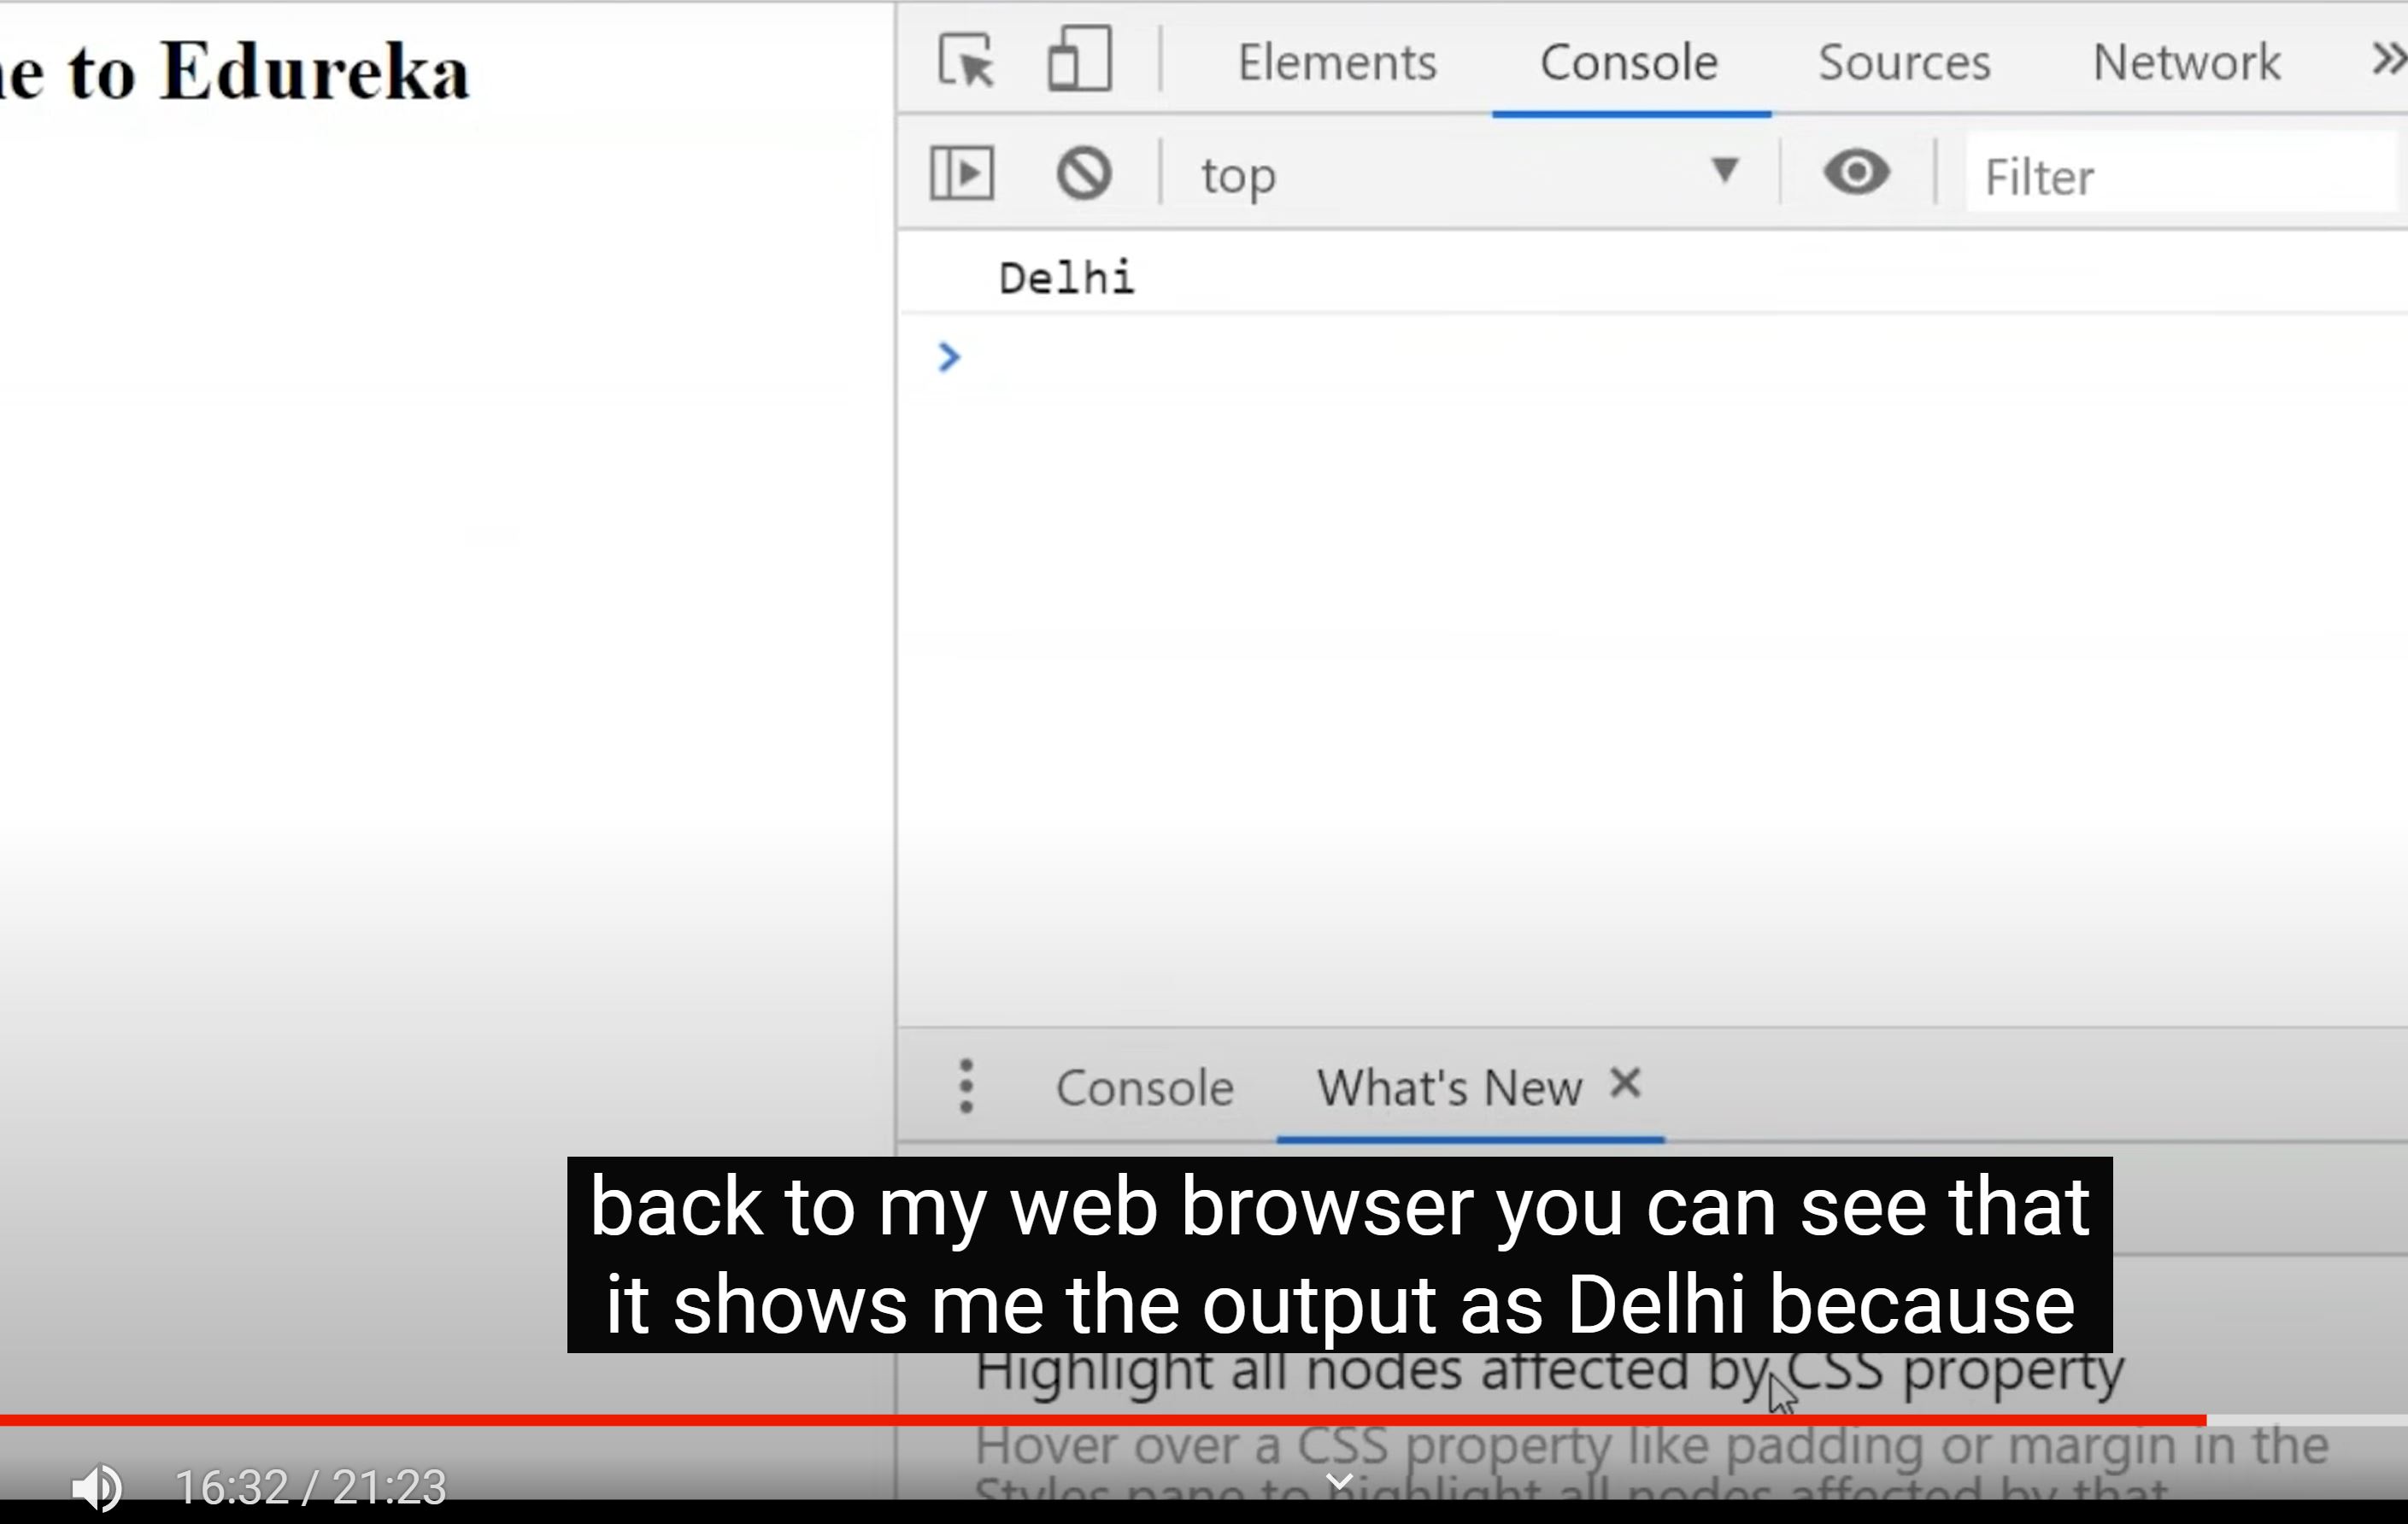 e to Edureka
Elements Console Sources Network
top Filter
Delhi
Console What's New
back to my web browser you can see that
it shows me the output as Delhi because
Highlight all nodes affected by CSS property
Hover over a CSS property like padding or margin in the
Styles pane to highlight all nodes affected by that
16:32 / 21:23